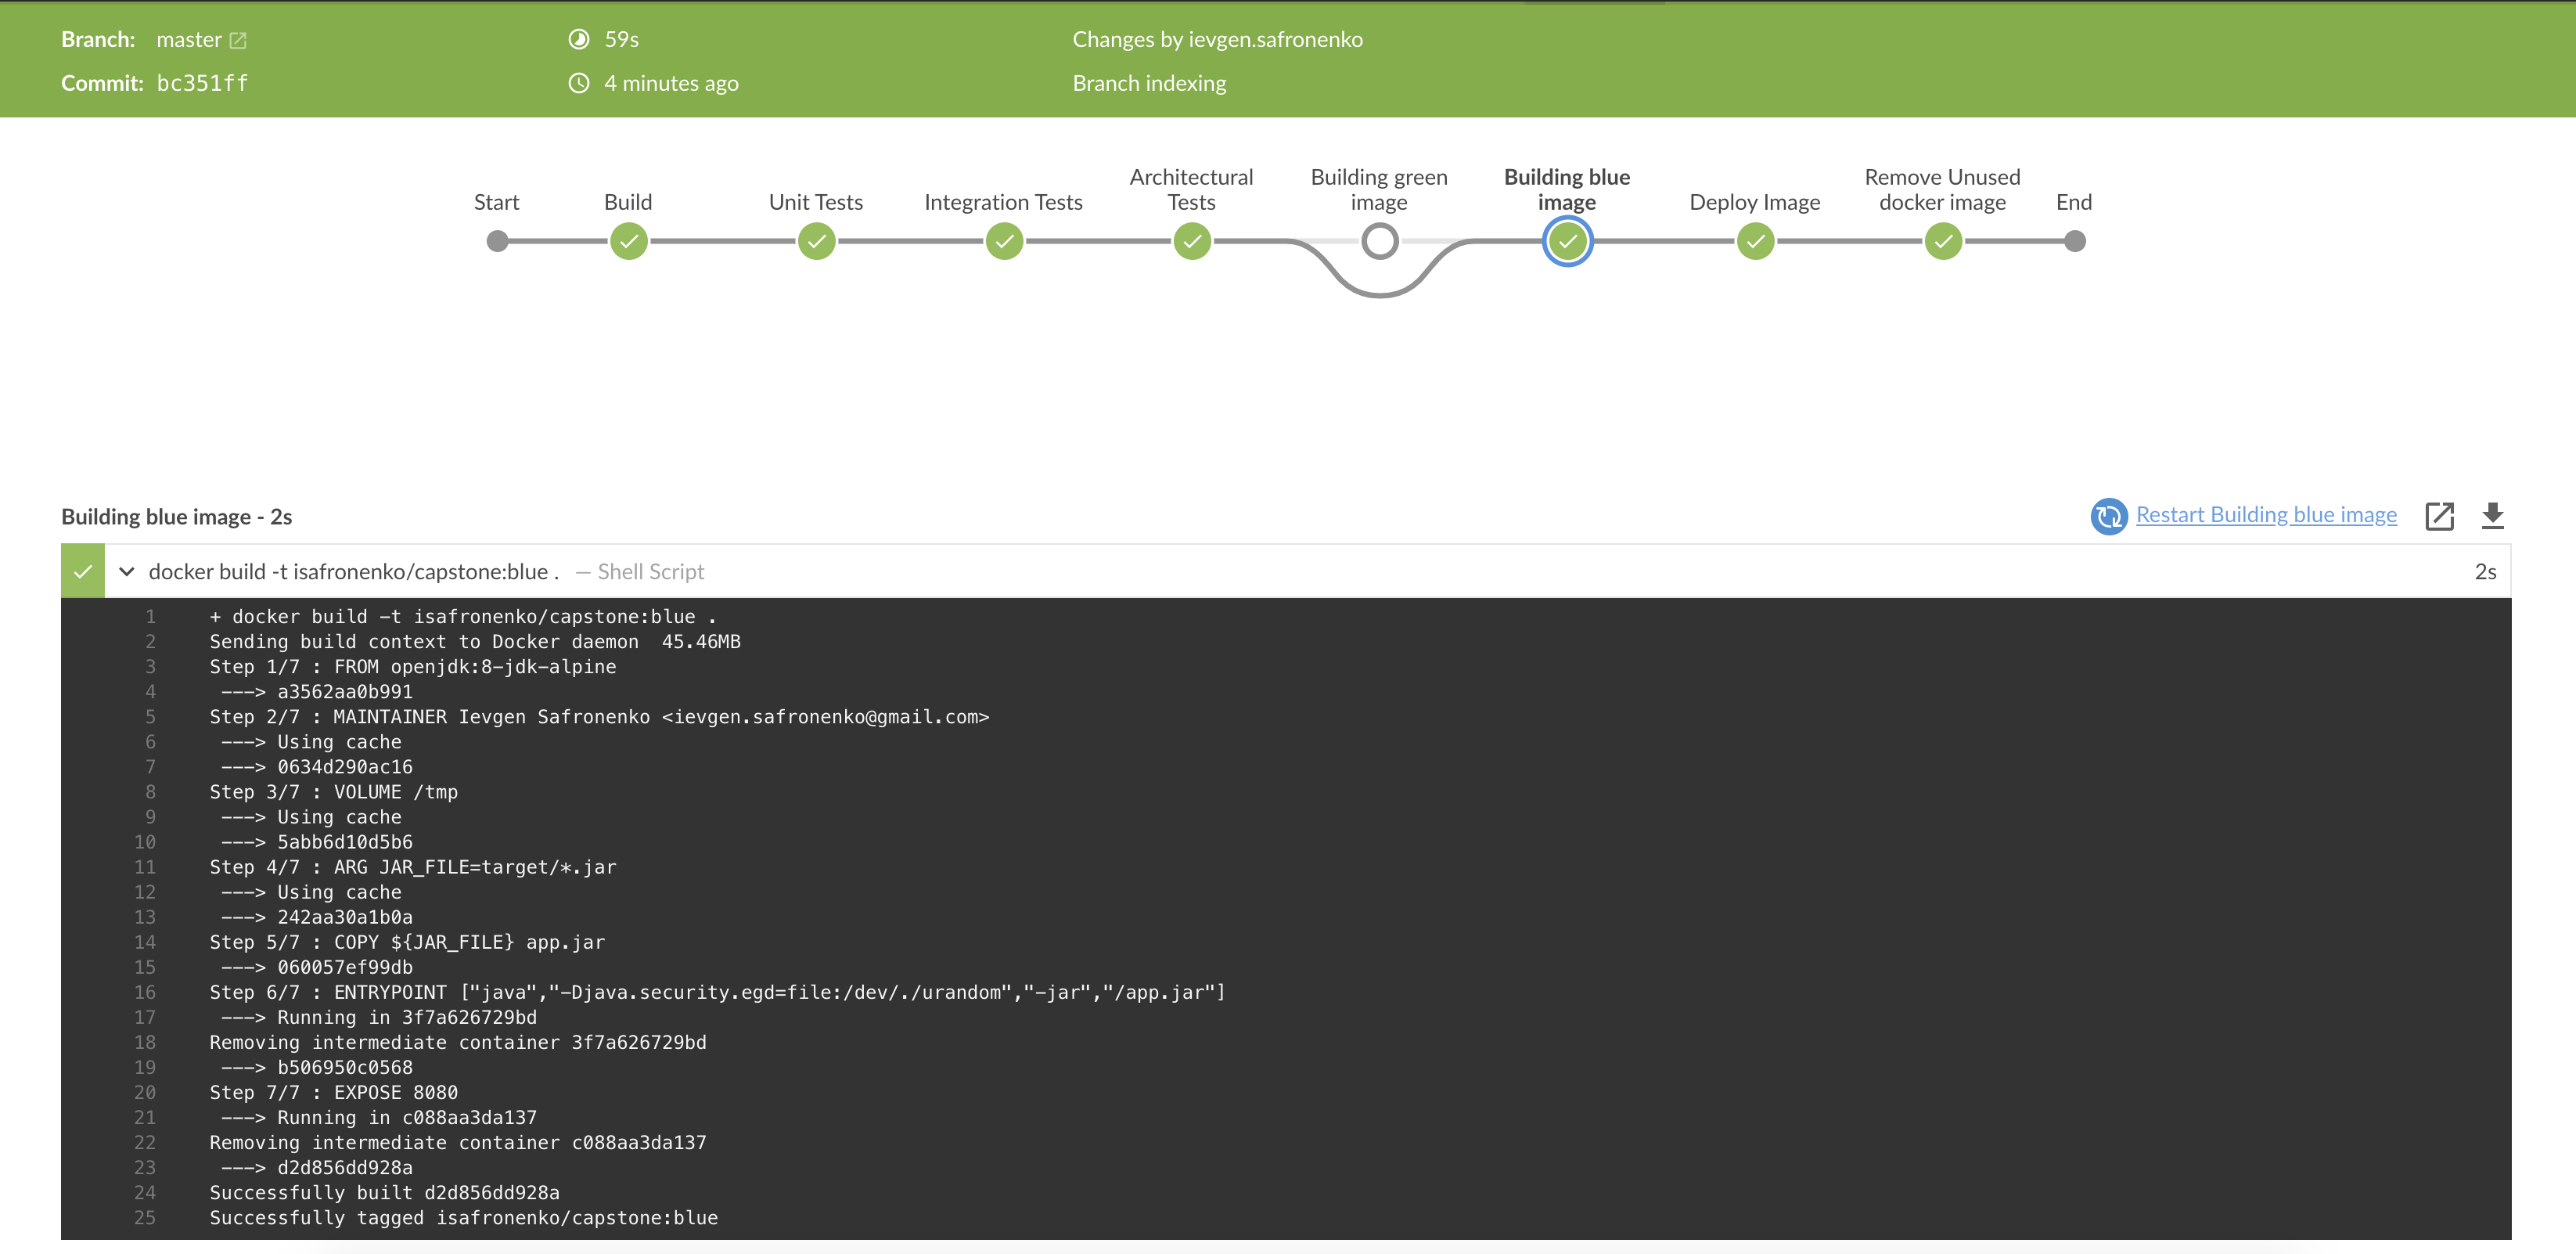 Branch: master
59s
Changes by ievgen.safronenko
Commit: bc351ff
4 minutes ago
Branch indexing
Start
Build
Unit Tests
Integration Tests
Architectural
Tests
Building green
image
Building blue
image
Deploy Image
Remove Unused
docker image
End
Building blue image - 2s
Restart Building blue image
docker build -t isafronenko/capstone:blue . — Shell Script 2s
1 + docker build -t isafronenko/capstone:blue .
2 Sending build context to Docker daemon 45.46MB
3 Step 1/7 : FROM openjdk:8-jdk-alpine
4 ---> a3562aa0b991
5 Step 2/7 : MAINTAINER Ievgen Safronenko <ievgen.safronenko@gmail.com>
6 ---> Using cache
7 ---> 0634d290ac16
8 Step 3/7 : VOLUME /tmp
9 ---> Using cache
10 ---> 5abb6d10d5b6
11 Step 4/7 : ARG JAR_FILE=target/*.jar
12 ---> Using cache
13 ---> 242aa30a1b0a
14 Step 5/7 : COPY ${JAR_FILE} app.jar
15 ---> 060057ef99db
16 Step 6/7 : ENTRYPOINT ["java","-Djava.security.egd=file:/dev/./urandom","-jar","/app.jar"]
17 ---> Running in 3f7a626729bd
18 Removing intermediate container 3f7a626729bd
19 ---> b506950c0568
20 Step 7/7 : EXPOSE 8080
21 ---> Running in c088aa3da137
22 Removing intermediate container c088aa3da137
23 ---> d2d856dd928a
24 Successfully built d2d856dd928a
25 Successfully tagged isafronenko/capstone:blue